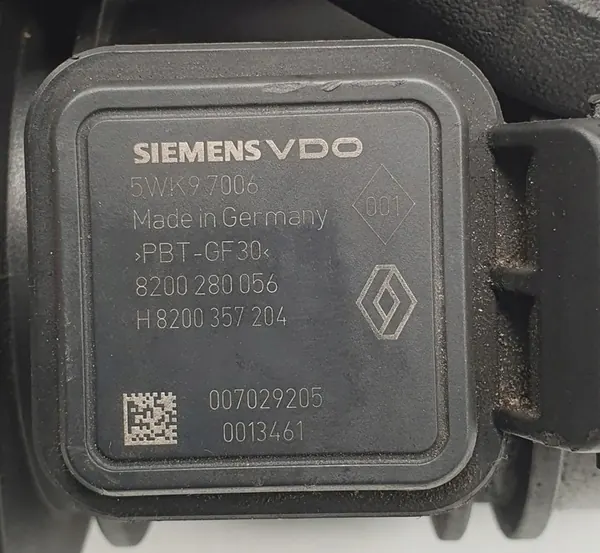 SIEMENS VDO
5WK9 7006
001
Made in Germany
>PBT-GF30<
8200 280 056
H 8200 357 204
007029205
0013461